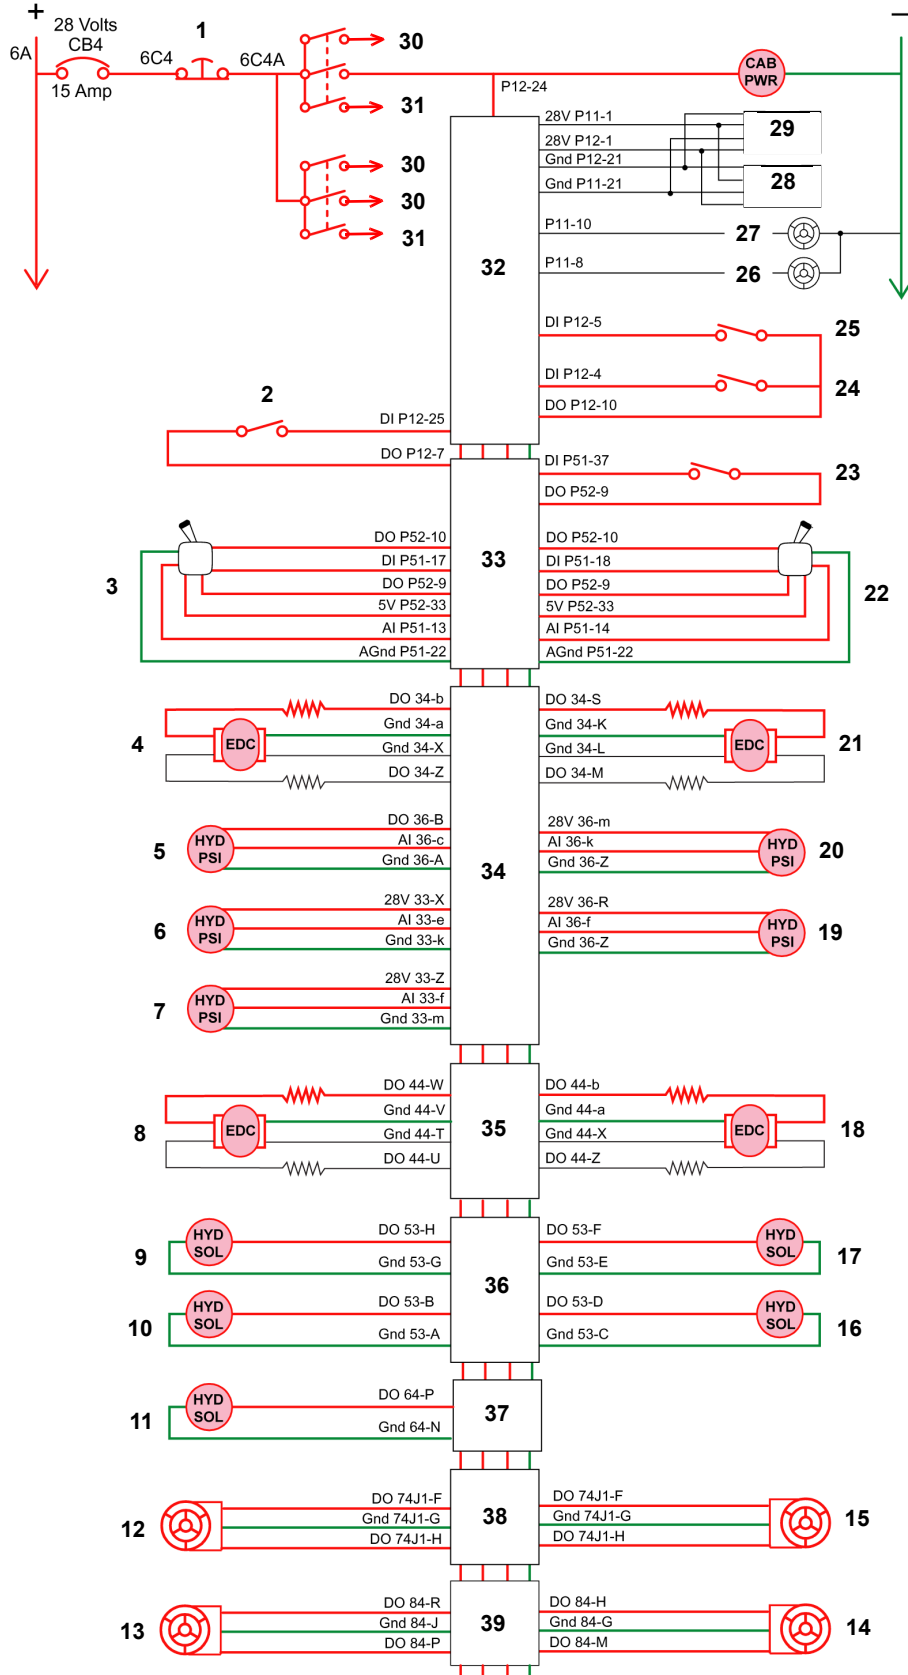 +
−
28 Volts
CB4
1
30
6A
6C4
6C4A
CAB
PWR
15 Amp
P12-24
31
28V P11-1
29
28V P12-1
30
Gnd P12-21
28
30
Gnd P11-21
31
P11-10
27
32
P11-8
26
DI P12-5
25
DI P12-4
24
2
DO P12-10
DI P12-25
DO P12-7
DI P51-37
23
DO P52-9
DO P52-10
DO P52-10
3
DI P51-17
33
DI P51-18
22
DO P52-9
DO P52-9
5V P52-33
5V P52-33
AI P51-13
AI P51-14
AGnd P51-22
AGnd P51-22
DO 34-b
DO 34-S
Gnd 34-a
Gnd 34-K
4
EDC
EDC
21
Gnd 34-X
Gnd 34-L
DO 34-Z
DO 34-M
DO 36-B
28V 36-m
5
HYD
PSI
AI 36-c
AI 36-k
HYD
PSI
20
Gnd 36-A
Gnd 36-Z
34
28V 33-X
28V 36-R
6
HYD
PSI
AI 33-e
AI 36-f
HYD
PSI
19
Gnd 33-k
Gnd 36-Z
28V 33-Z
7
HYD
PSI
AI 33-f
Gnd 33-m
DO 44-W
DO 44-b
Gnd 44-V
Gnd 44-a
8
EDC
35
EDC
18
Gnd 44-T
Gnd 44-X
DO 44-U
DO 44-Z
9
HYD
SOL
DO 53-H
DO 53-F
HYD
SOL
17
Gnd 53-G
Gnd 53-E
36
10
HYD
SOL
DO 53-B
DO 53-D
HYD
SOL
16
Gnd 53-A
Gnd 53-C
11
HYD
SOL
DO 64-P
37
Gnd 64-N
DO 74J1-F
DO 74J1-F
12
Gnd 74J1-G
38
Gnd 74J1-G
15
DO 74J1-H
DO 74J1-H
DO 84-R
DO 84-H
13
Gnd 84-J
39
Gnd 84-G
14
DO 84-P
DO 84-M